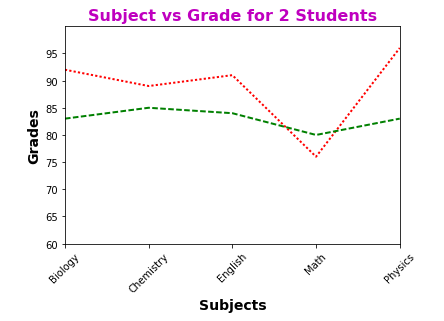 Subject vs Grade for 2 Students
95
90
85
80
75
70
65
60
Grades
Biology
Chemistry
English
Math
Physics
Subjects